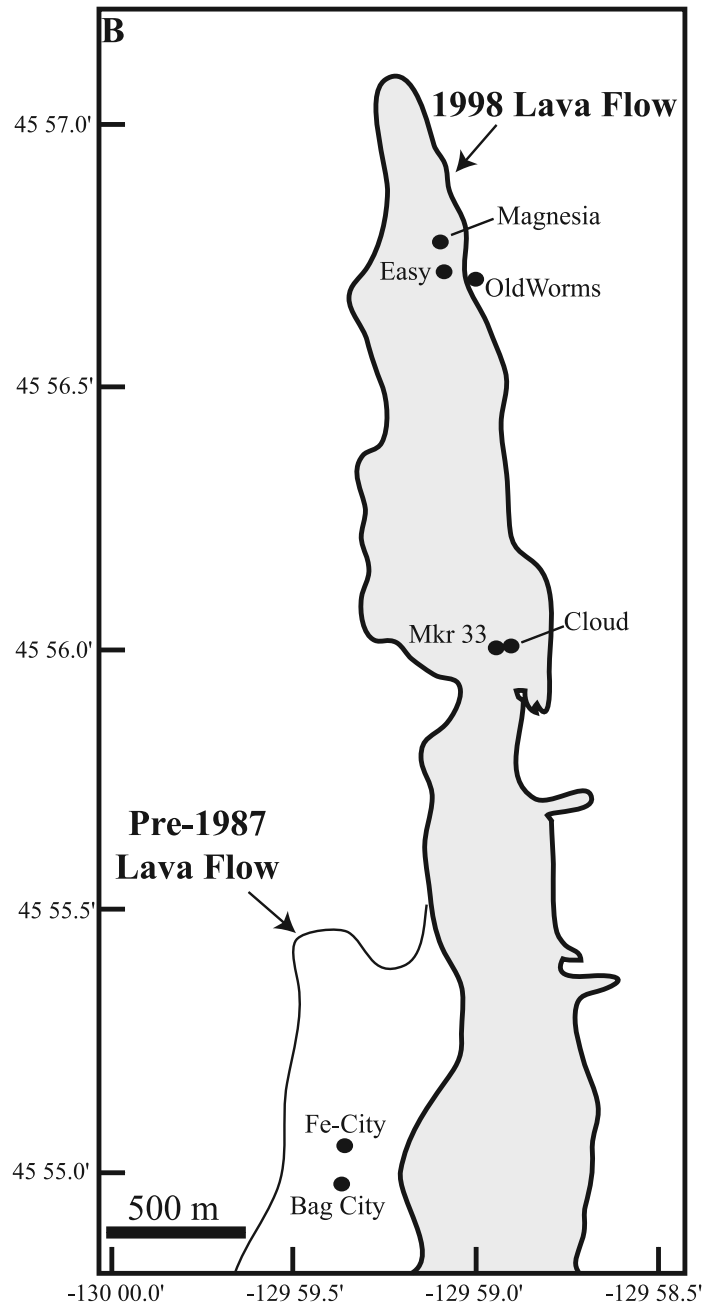 B
45 57.0'
1998 Lava Flow
Magnesia
Easy
OldWorms
45 56.5'
Mkr 33
Cloud
45 56.0'
Pre-1987
Lava Flow
45 55.5'
Fe-City
45 55.0'
Bag City
500 m
-130 00.0'
-129 59.5'
-129 59.0'
-129 58.5'